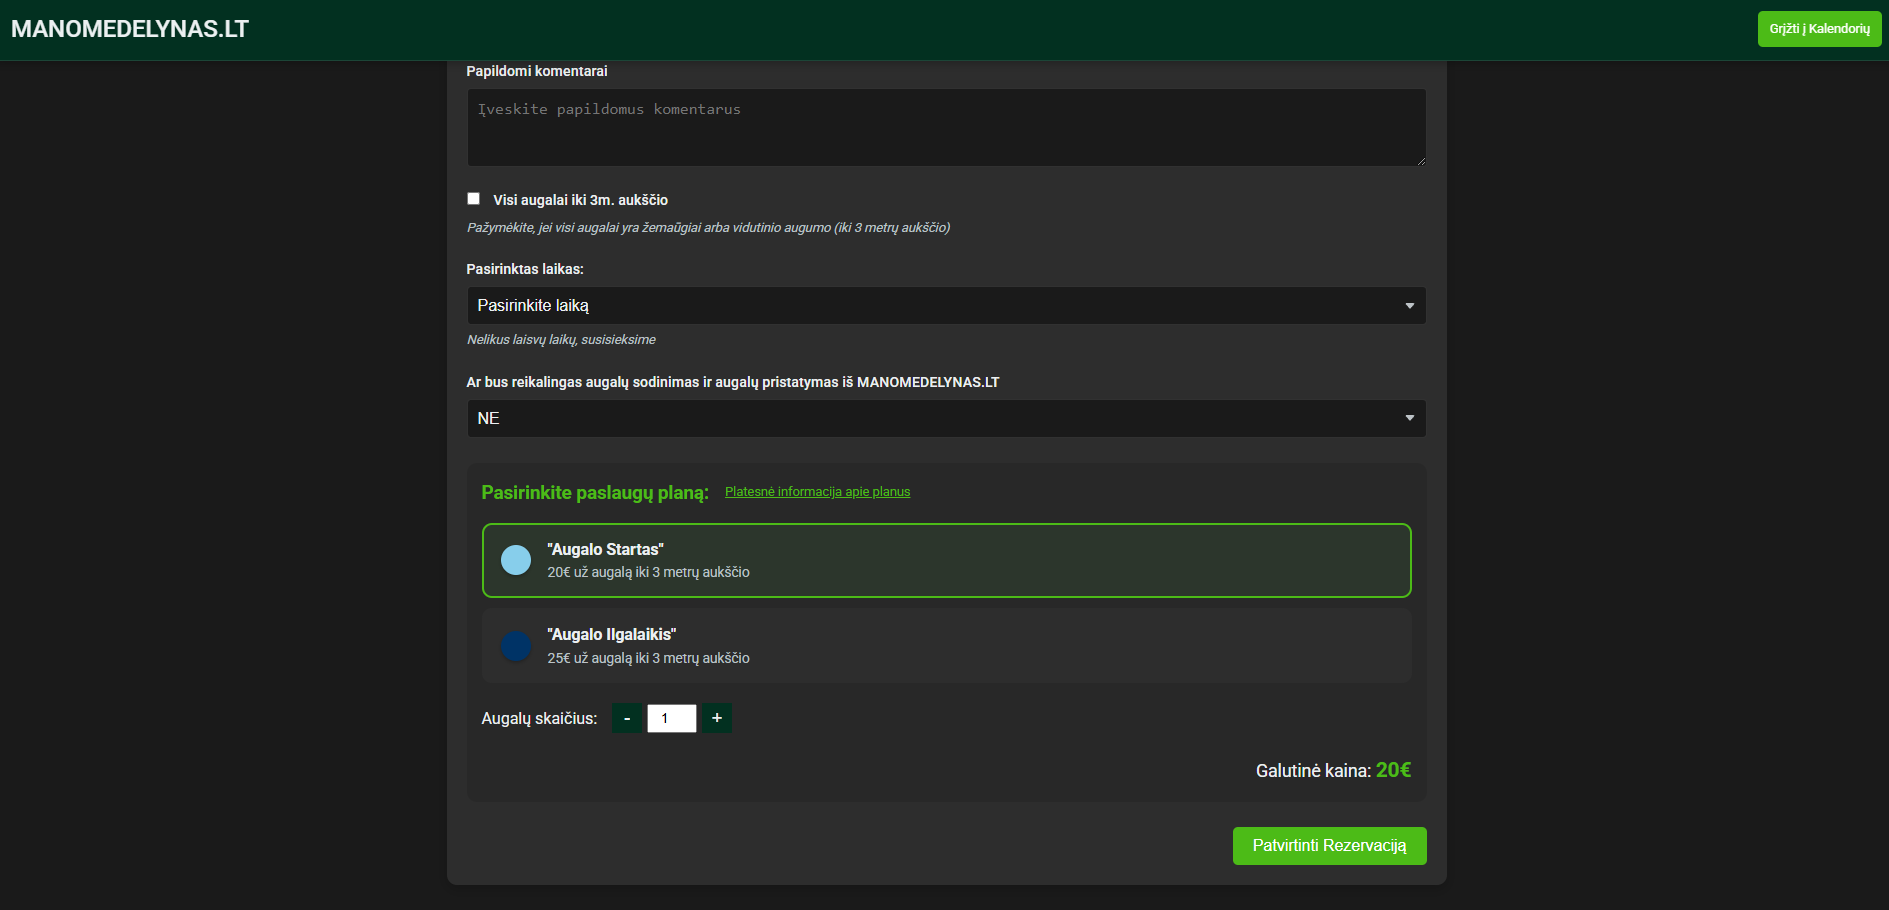 MANOMEDELYNAS.LT
Grįžti į Kalendorių
Papildomi komentarai
Įveskite papildomus komentarus
Visi augalai iki 3m. aukščio
Pažymėkite, jei visi augalai yra žemaūgiai arba vidutinio augumo (iki 3 metrų aukščio)
Pasirinktas laikas:
Pasirinkite laiką
Nelikus laisvų laikų, susisieksime
Ar bus reikalingas augalų sodinimas ir augalų pristatymas iš MANOMEDELYNAS.LT
NE
Pasirinkite paslaugų planą:
Platesnė informacija apie planus
"Augalo Startas"
20€ už augalą iki 3 metrų aukščio
"Augalo Ilgalaikis"
25€ už augalą iki 3 metrų aukščio
Augalų skaičius: - 1 +
Galutinė kaina: 20€
Patvirtinti Rezervaciją